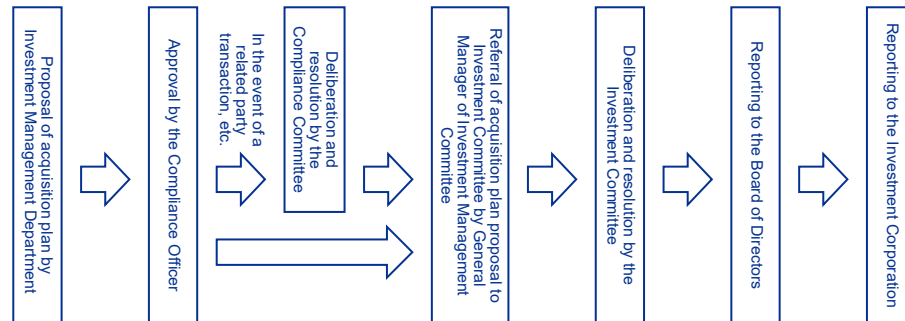 Proposal of acquisition plan by
Investment Management Department
Approval by the Compliance Officer
In the event of a
related party
transaction, etc.
Deliberation and
resolution by the
Compliance Committee
Referral of acquisition plan proposal to
Investment Committee by General
Manager of Investment Management
Committee
Deliberation and resolution by the
Investment Committee
Reporting to the Board of Directors
Reporting to the Investment Corporation